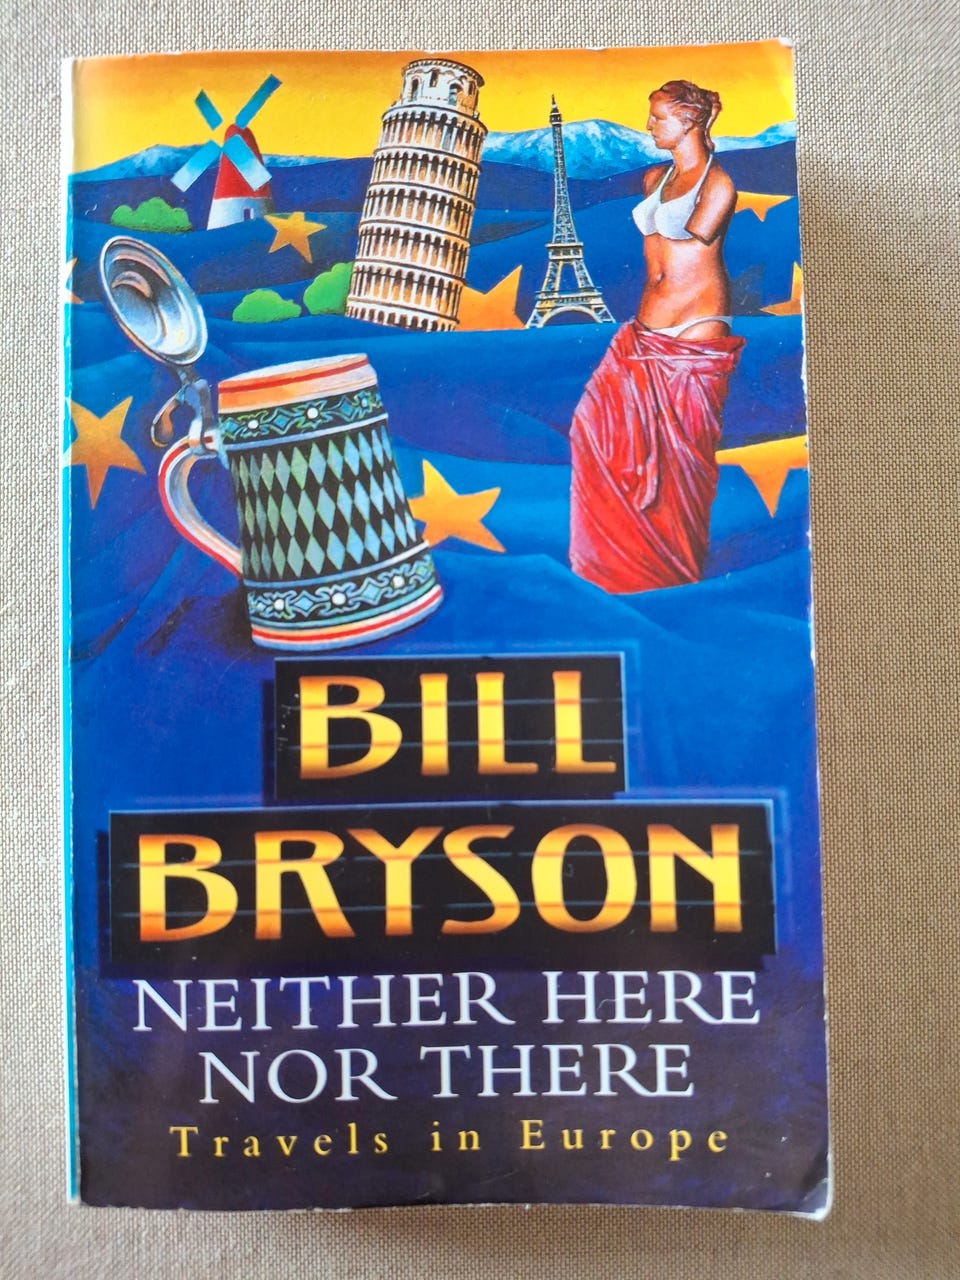 BILL
BRYSON
NEITHER HERE
NOR THERE
Travels in Europe